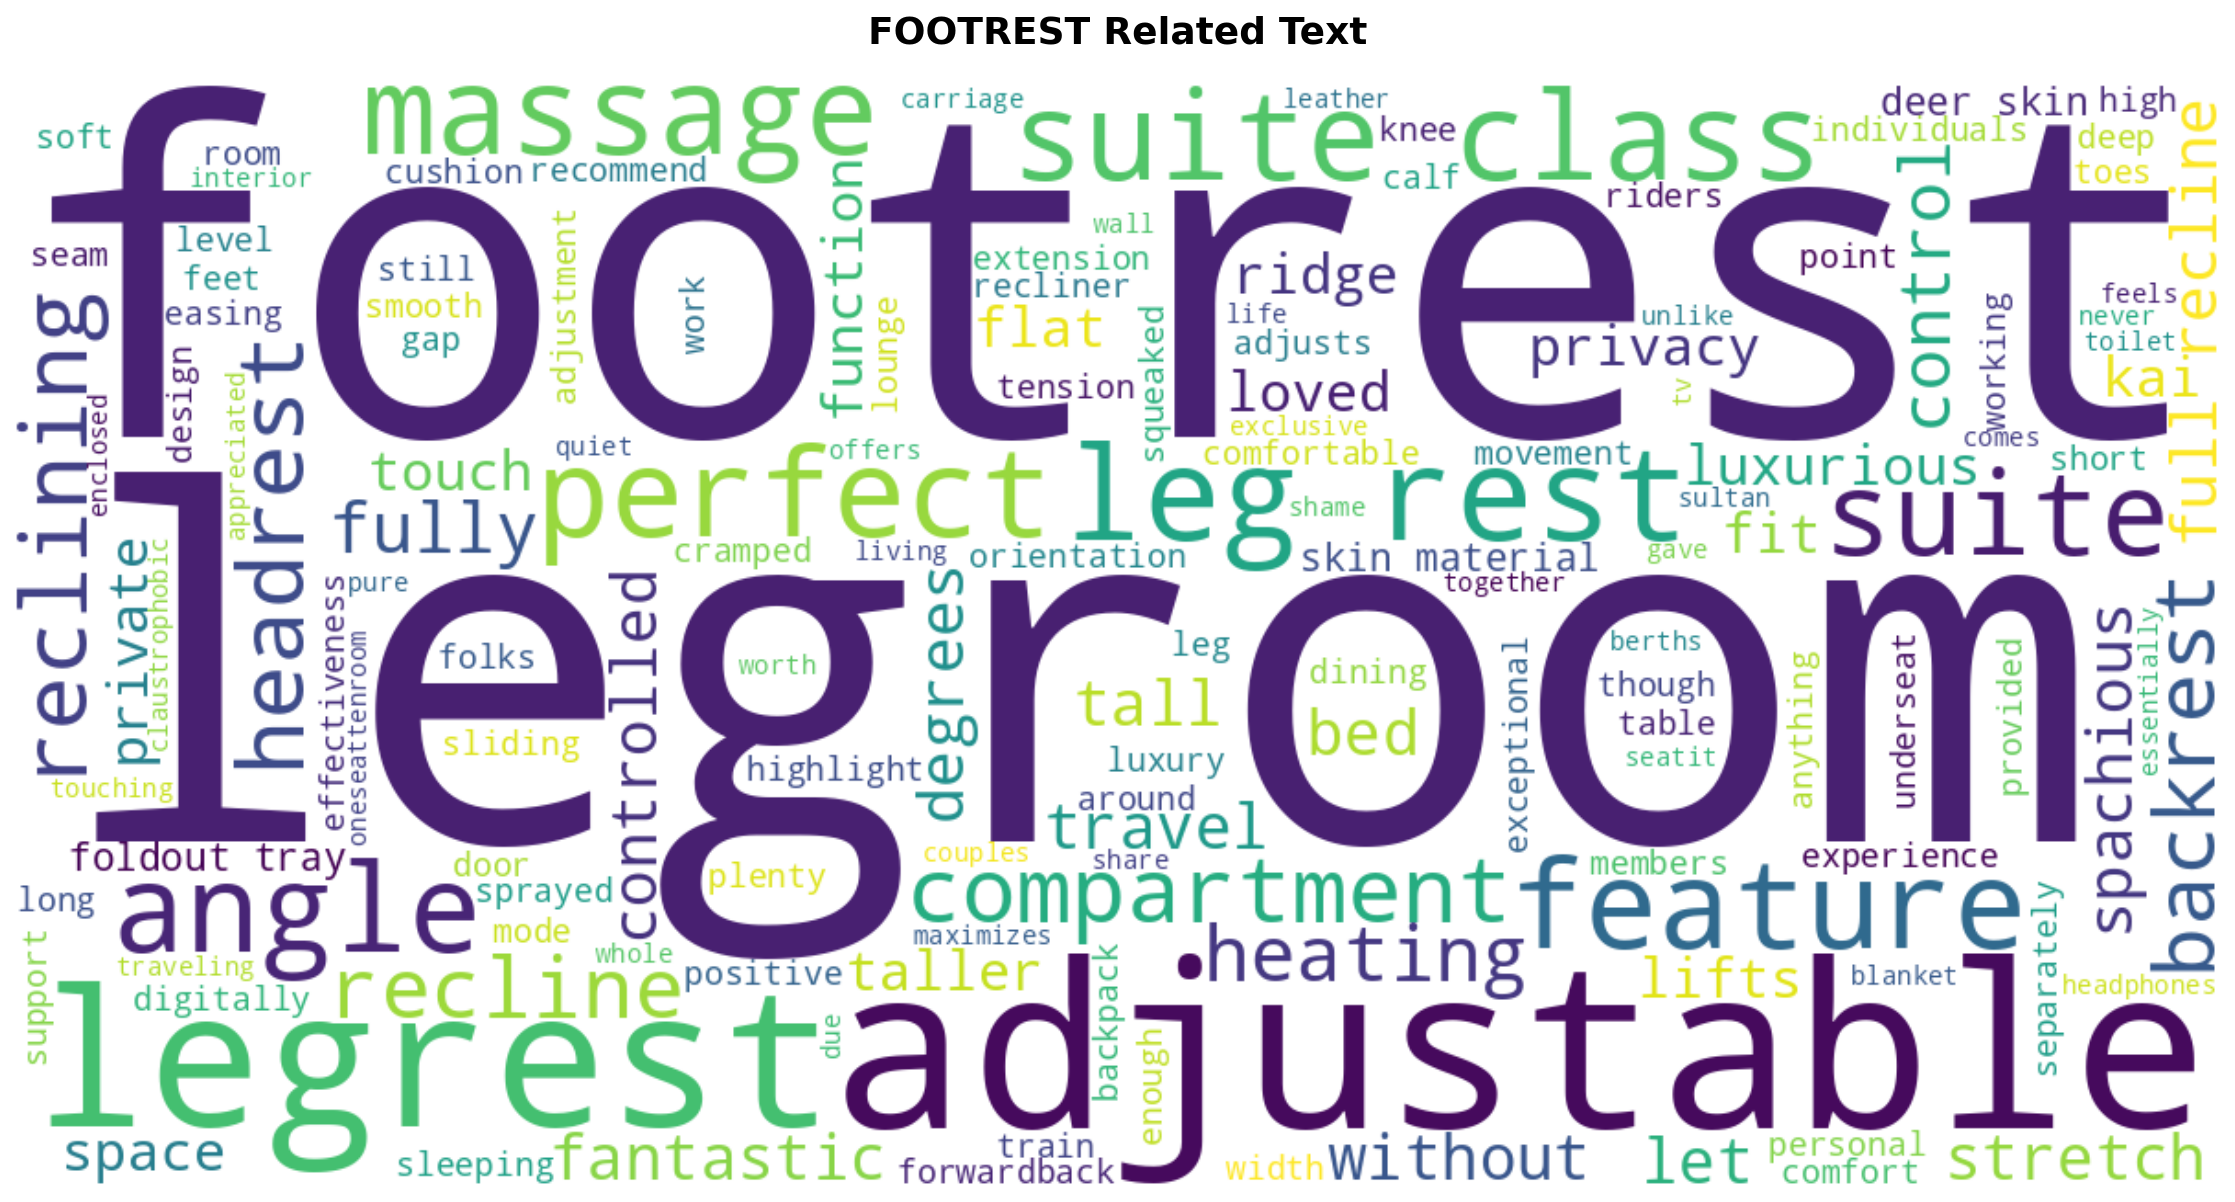 FOOTREST Related Text
massage
carriage
suite class
leather
knee
deer skin
high
individuals
soft
room
interior
cushion
recommend
calf
riders
deep
toes
full recline
control
function
footrest
seam
level
feet
easing
still
smooth
gap
adjustment
work
lounge
wall
extension
recliner
flat
tension
squeaked
ridge
life
adjusts
loved
exclusive
comfortable
privacy
unlike
tv
point
working
comes
feels
never
toilet
kai
reclining
enclosed
design
appreciated
headrest
quiet
offers
touch
perfect
leg rest
movement
luxurious
short
shame
sultan
suite
fully
cramped
living
orientation
skin material
gave
fit
together
private
claustrophobic
pure
effectiveness
oneseattenroom
legroom
controlled
folks
sliding
worth
highlight
plenty
degrees
leg
tall
luxury
around
travel
dining
bed
exceptional
berths
though
table
seatit
anything
underseat
provided
spachious
essentially
backrest
touching
foldout tray
door
couples
share
members
experience
long
angle
sprayed
compartment
feature
mode
maximizes
whole
support
traveling
digitally
recline
positive
taller
heating
lifts
blanket
separately
headphones
legrest
due
adjustable
backpack
enough
space
sleeping
fantastic
train
forwardback
width
without
let
personal
comfort
stretch